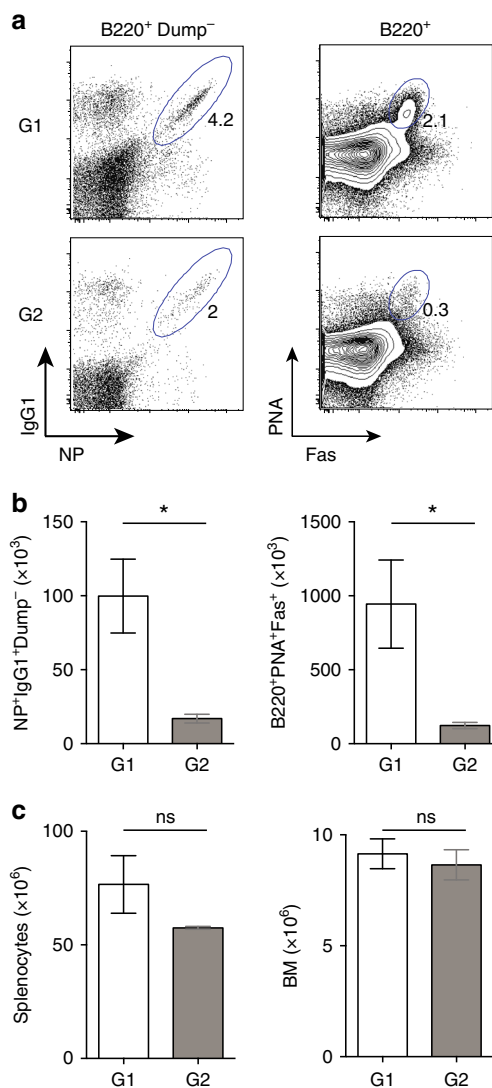 a
B220⁺ Dump⁻
B220⁺
G1
4.2
2.1
G2
2
0.3
IgG1
NP
PNA
Fas
b
NP⁺IgG1⁺Dump⁻ (×10³)
150
100
50
0
*
G1 G2
B220⁺PNA⁺Fas⁺ (×10³)
1500
1000
500
0
*
G1 G2
c
Splenocytes (×10⁶)
100
50
0
ns
G1 G2
BM (×10⁶)
10
5
0
ns
G1 G2